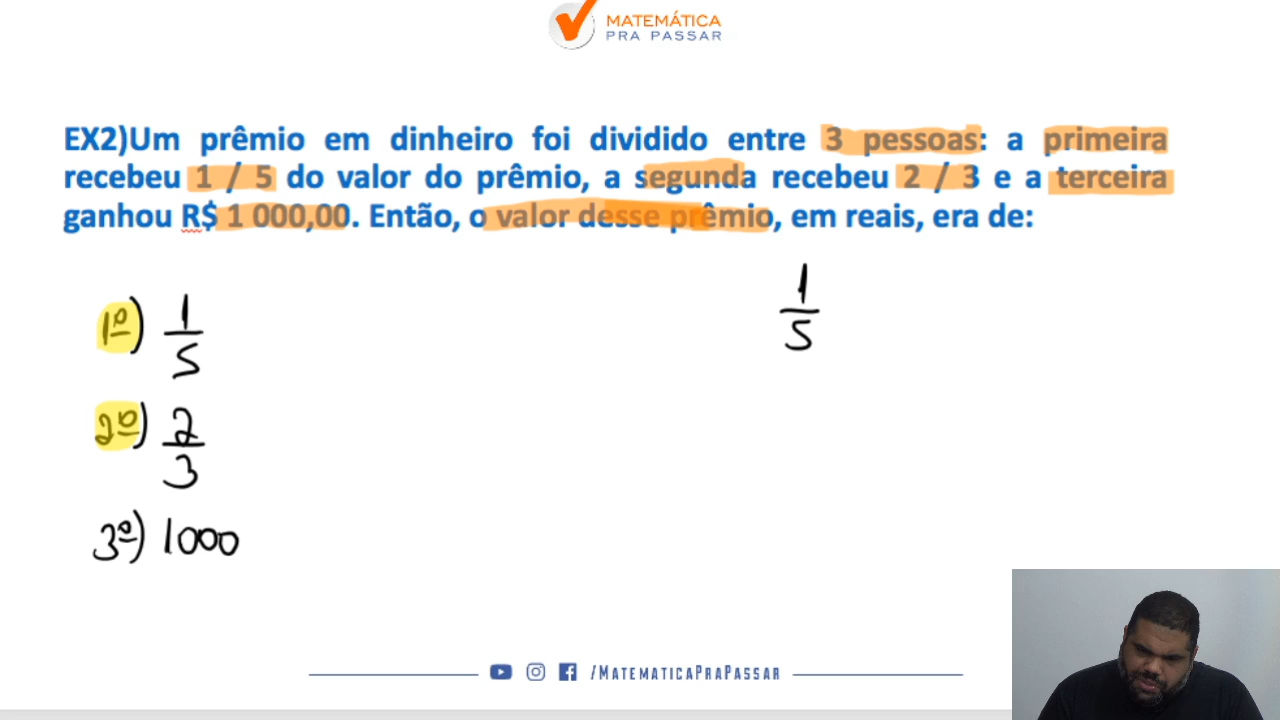 MATEMÁTICA
PRA PASSAR
EX2)Um prêmio em dinheiro foi dividido entre 3 pessoas: a primeira
recebeu 1 / 5 do valor do prêmio, a segunda recebeu 2 / 3 e a terceira
ganhou R$ 1 000,00. Então, o valor desse prêmio, em reais, era de:
1º) 1/5
1/5
2º) 2/3
3º) 1000
/MATEMATICAPRAPASSAR